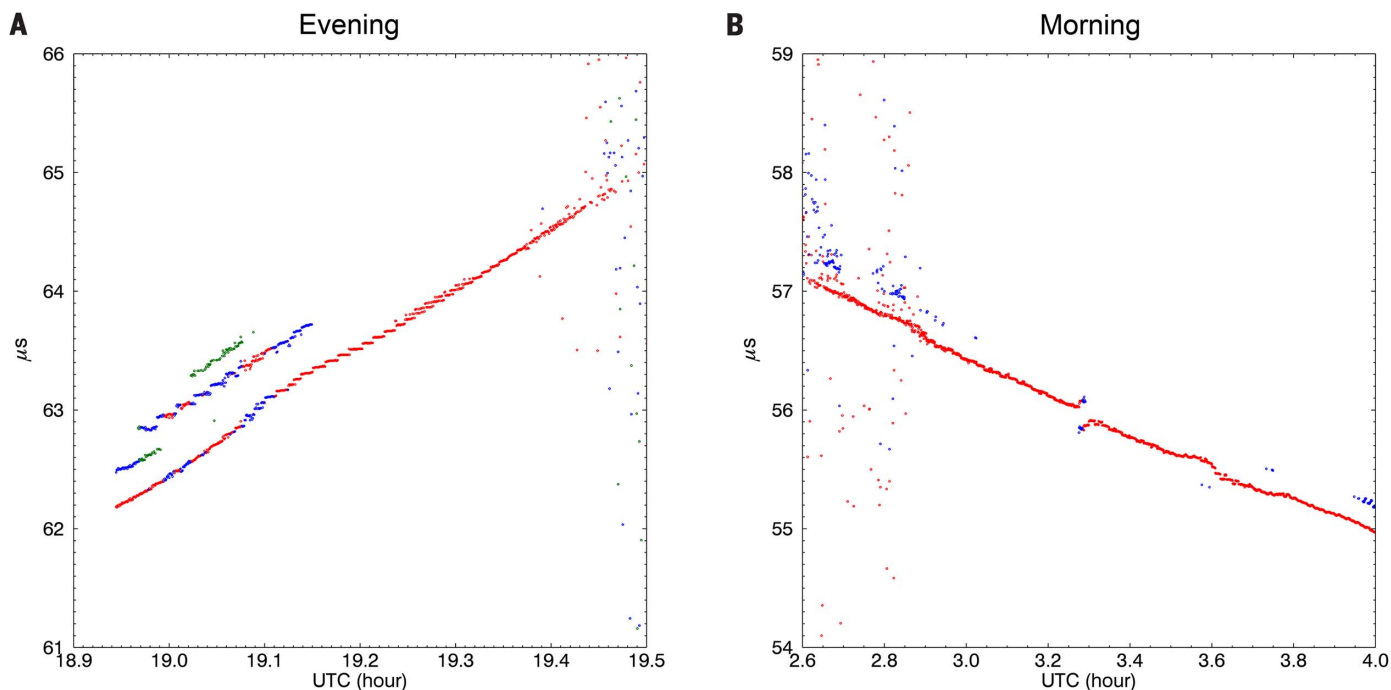 A
Evening
66
65
64
63
62
61
μs
18.9 19.0 19.1 19.2 19.3 19.4 19.5
UTC (hour)
B
Morning
59
58
57
56
55
54
μs
2.6 2.8 3.0 3.2 3.4 3.6 3.8 4.0
UTC (hour)